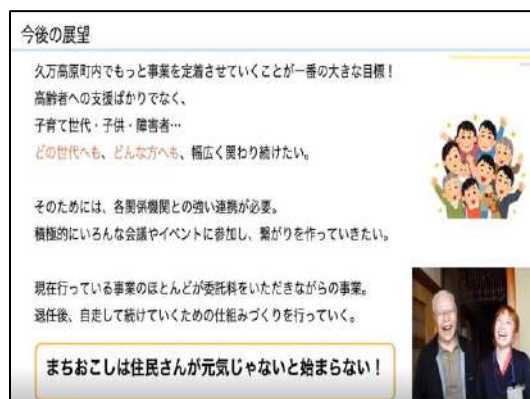 今後の展望
久万高原町内でもっと事業を定着させていくことが一番の大きな目標！
高齢者への支援ばかりでなく、
子育て世代・子供・障害者…
どの世代へも、どんな方へも、幅広く関わり続けたい。
そのためには、各関係機関との強い連携が必要。
積極的にいろんな会議やイベントに参加し、繋がりを作っていきたい。
現在行っている事業のほとんどが委託料をいただきながらの事業。
退任後、自走して続けていくための仕組みづくりを行っていく。
まちおこしは住民さんが元気じゃないと始まらない！